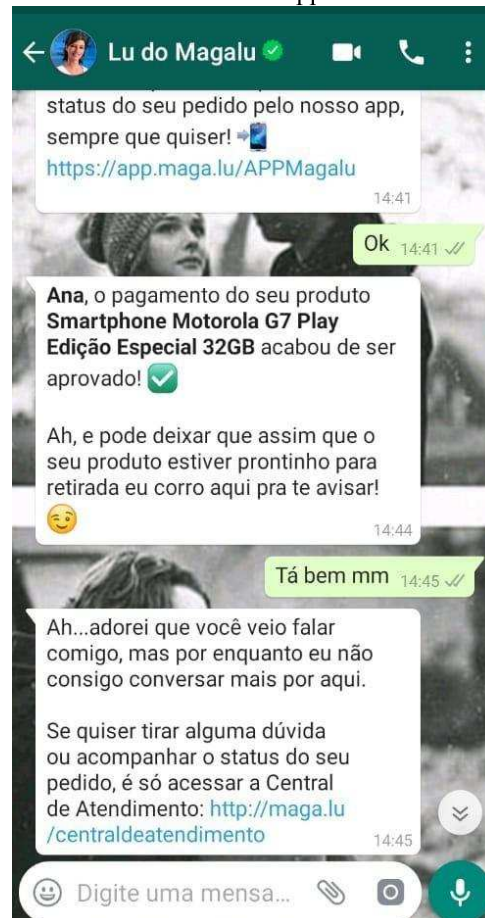 Lu do Magalu
status do seu pedido pelo nosso app,
sempre que quiser!
https://app.maga.lu/APPMagalu
14:41
Ok 14:41
Ana, o pagamento do seu produto
Smartphone Motorola G7 Play
Edição Especial 32GB acabou de ser
aprovado!
Ah, e pode deixar que assim que o
seu produto estiver prontinho para
retirada eu corro aqui pra te avisar!
14:44
Tá bem mm 14:45
Ah...adorei que você veio falar
comigo, mas por enquanto eu não
consigo conversar mais por aqui.
Se quiser tirar alguma dúvida
ou acompanhar o status do seu
pedido, é só acessar a Central
de Atendimento: http://maga.lu
/centraldeatendimento
14:45
Digite uma mensa...